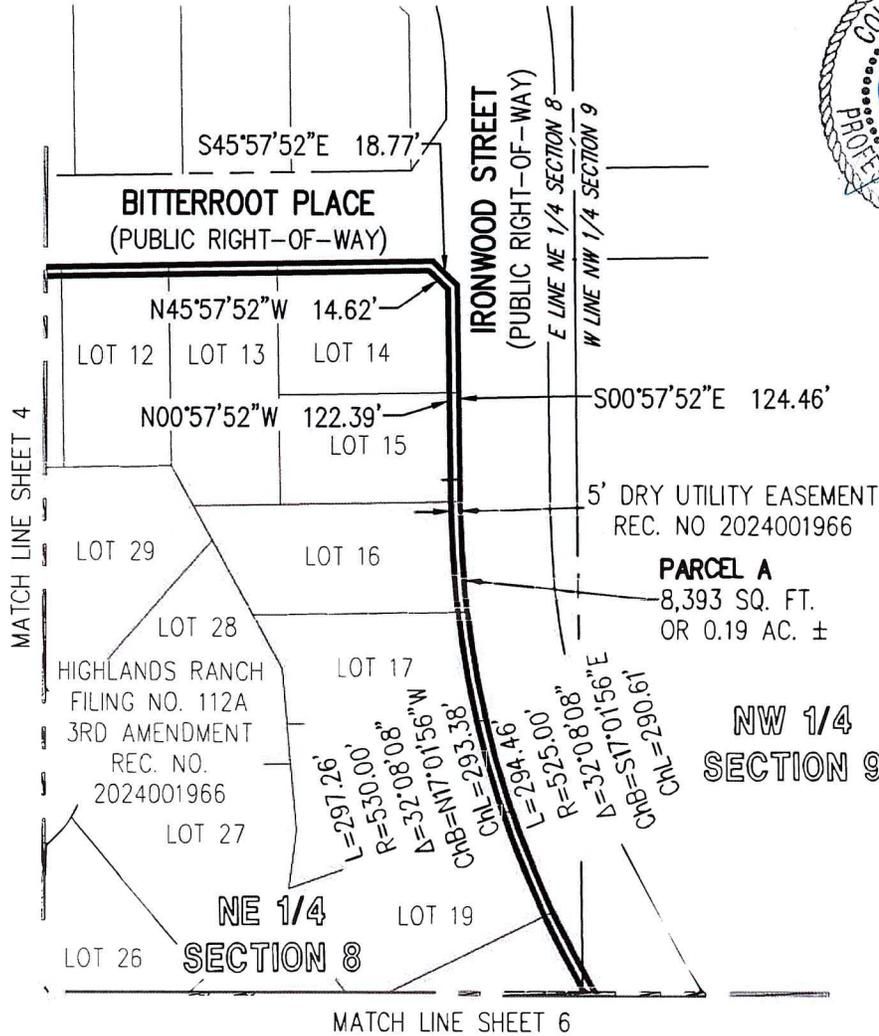 COL
PROFE
S45°57'52"E 18.77'
BITTERROOT PLACE
(PUBLIC RIGHT-OF-WAY)
IRONWOOD STREET
(PUBLIC RIGHT-OF-WAY)
E LINE NE 1/4 SECTION 8
W LINE NW 1/4 SECTION 9
N45°57'52"W 14.62'
LOT 12
LOT 13
LOT 14
N00°57'52"W 122.39'
S00°57'52"E 124.46'
LOT 15
MATCH LINE SHEET 4
5' DRY UTILITY EASEMENT
REC. NO 2024001966
LOT 29
LOT 16
PARCEL A
8,393 SQ. FT.
OR 0.19 AC. ±
LOT 28
HIGHLANDS RANCH
FILING NO. 112A
3RD AMENDMENT
REC. NO.
2024001966
LOT 17
L=297.26'
R=530.00'
Δ=32°08'08"
ChB=N17°01'56"W
ChL=293.38'
L=294.46'
R=525.00'
Δ=32°08'08"
ChB=S17°01'56"E
ChL=290.61'
NW 1/4
SECTION 9
LOT 27
NE 1/4
SECTION 8
LOT 19
LOT 26
MATCH LINE SHEET 6